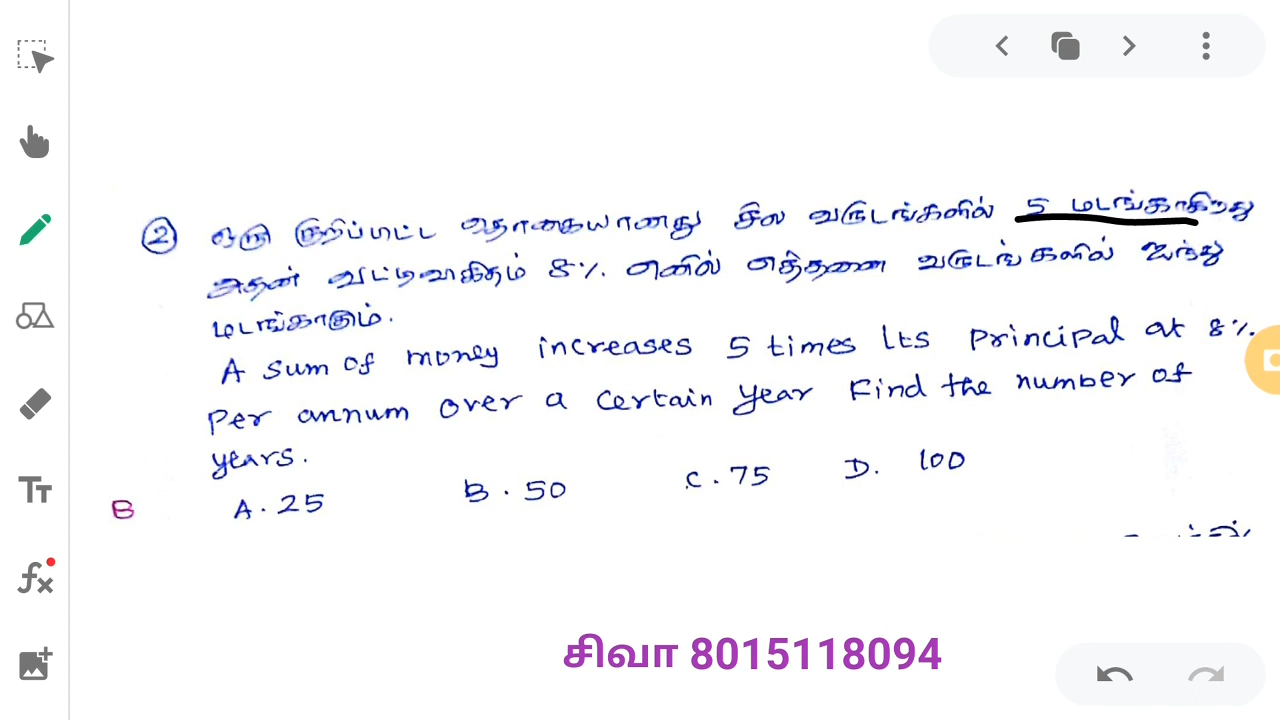 ② ஒரு குறிப்பிட்ட தொகையானது சில வருடங்களில் 5 மடங்காகிறது
அதன் வட்டிவிகிதம் 8% எனில் எத்தனை வருடங்களில் ஐந்து
மடங்காகும்.
A sum of money increases 5 times Its Principal at 8%
Per annum over a certain year Find the number of
years.
B A. 25 B. 50 C. 75 D. 100
சிவா 8015118094